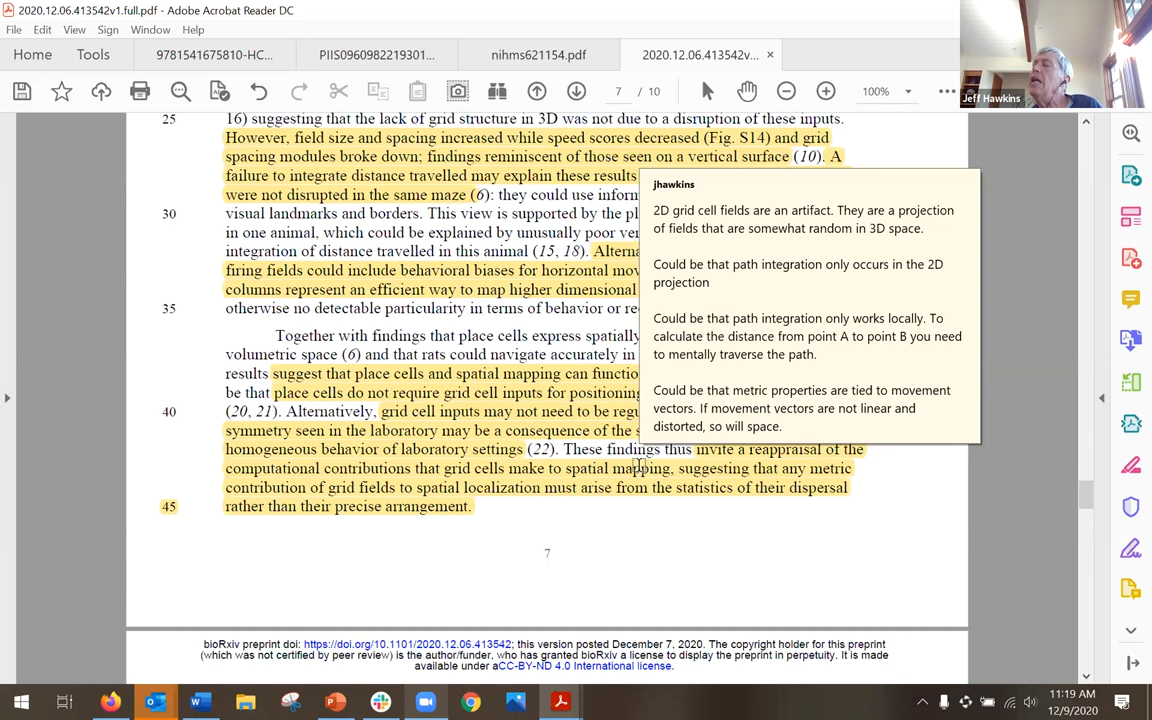 2020.12.06.413542v1.full.pdf - Adobe Acrobat Reader DC
File Edit View Sign Window Help
Home Tools 9781541675810-HC... PIIS0960982219301... nihms621154.pdf 2020.12.06.413542v... ×
7 / 10 100%
Jeff Hawkins
25 16) suggesting that the lack of grid structure in 3D was not due to a disruption of these inputs.
However, field size and spacing increased while speed scores decreased (Fig. S14) and grid
spacing modules broke down; findings reminiscent of those seen on a vertical surface (10). A
failure to integrate distance travelled may explain these results
were not disrupted in the same maze (6): they could use inform
30 visual landmarks and borders. This view is supported by the pl
in one animal, which could be explained by unusually poor ver
integration of distance travelled in this animal (15, 18). Alterna
firing fields could include behavioral biases for horizontal mov
columns represent an efficient way to map higher dimensional
35 otherwise no detectable particularity in terms of behavior or re
Together with findings that place cells express spatially
volumetric space (6) and that rats could navigate accurately in
results suggest that place cells and spatial mapping can functio
be that place cells do not require grid cell inputs for positioning
40 (20, 21). Alternatively, grid cell inputs may not need to be regu
symmetry seen in the laboratory may be a consequence of the s
homogeneous behavior of laboratory settings (22). These findings thus invite a reappraisal of the
computational contributions that grid cells make to spatial mapping, suggesting that any metric
contribution of grid fields to spatial localization must arise from the statistics of their dispersal
45 rather than their precise arrangement.
jhawkins
2D grid cell fields are an artifact. They are a projection
of fields that are somewhat random in 3D space.
Could be that path integration only occurs in the 2D
projection
Could be that path integration only works locally. To
calculate the distance from point A to point B you need
to mentally traverse the path.
Could be that metric properties are tied to movement
vectors. If movement vectors are not linear and
distorted, so will space.
7
bioRxiv preprint doi: https://doi.org/10.1101/2020.12.06.413542; this version posted December 7, 2020. The copyright holder for this preprint
(which was not certified by peer review) is the author/funder, who has granted bioRxiv a license to display the preprint in perpetuity. It is made
available under aCC-BY-ND 4.0 International license.
11:19 AM
12/9/2020